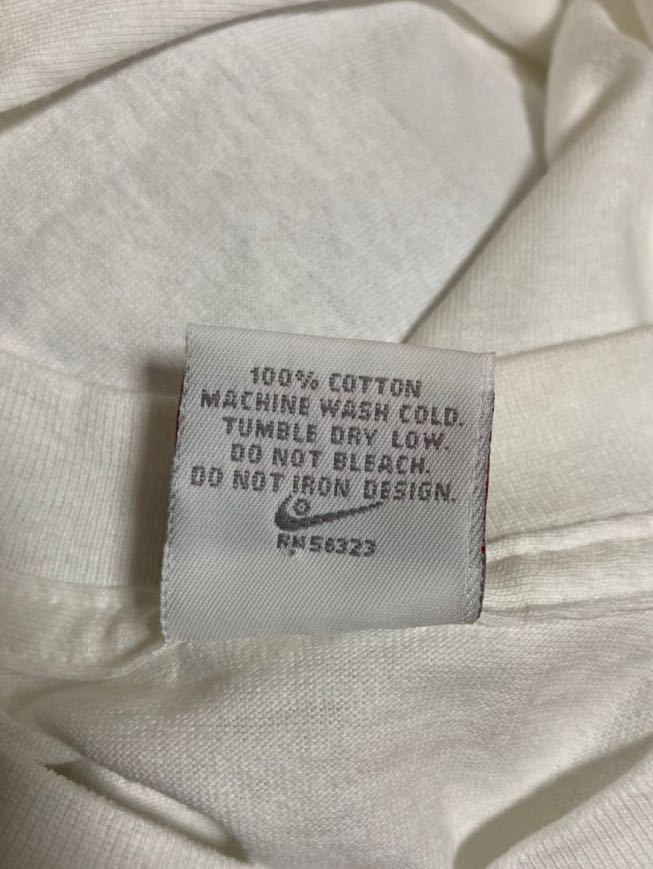 100% COTTON
MACHINE WASH COLD.
TUMBLE DRY LOW.
DO NOT BLEACH.
DO NOT IRON DESIGN.
®
RN56323